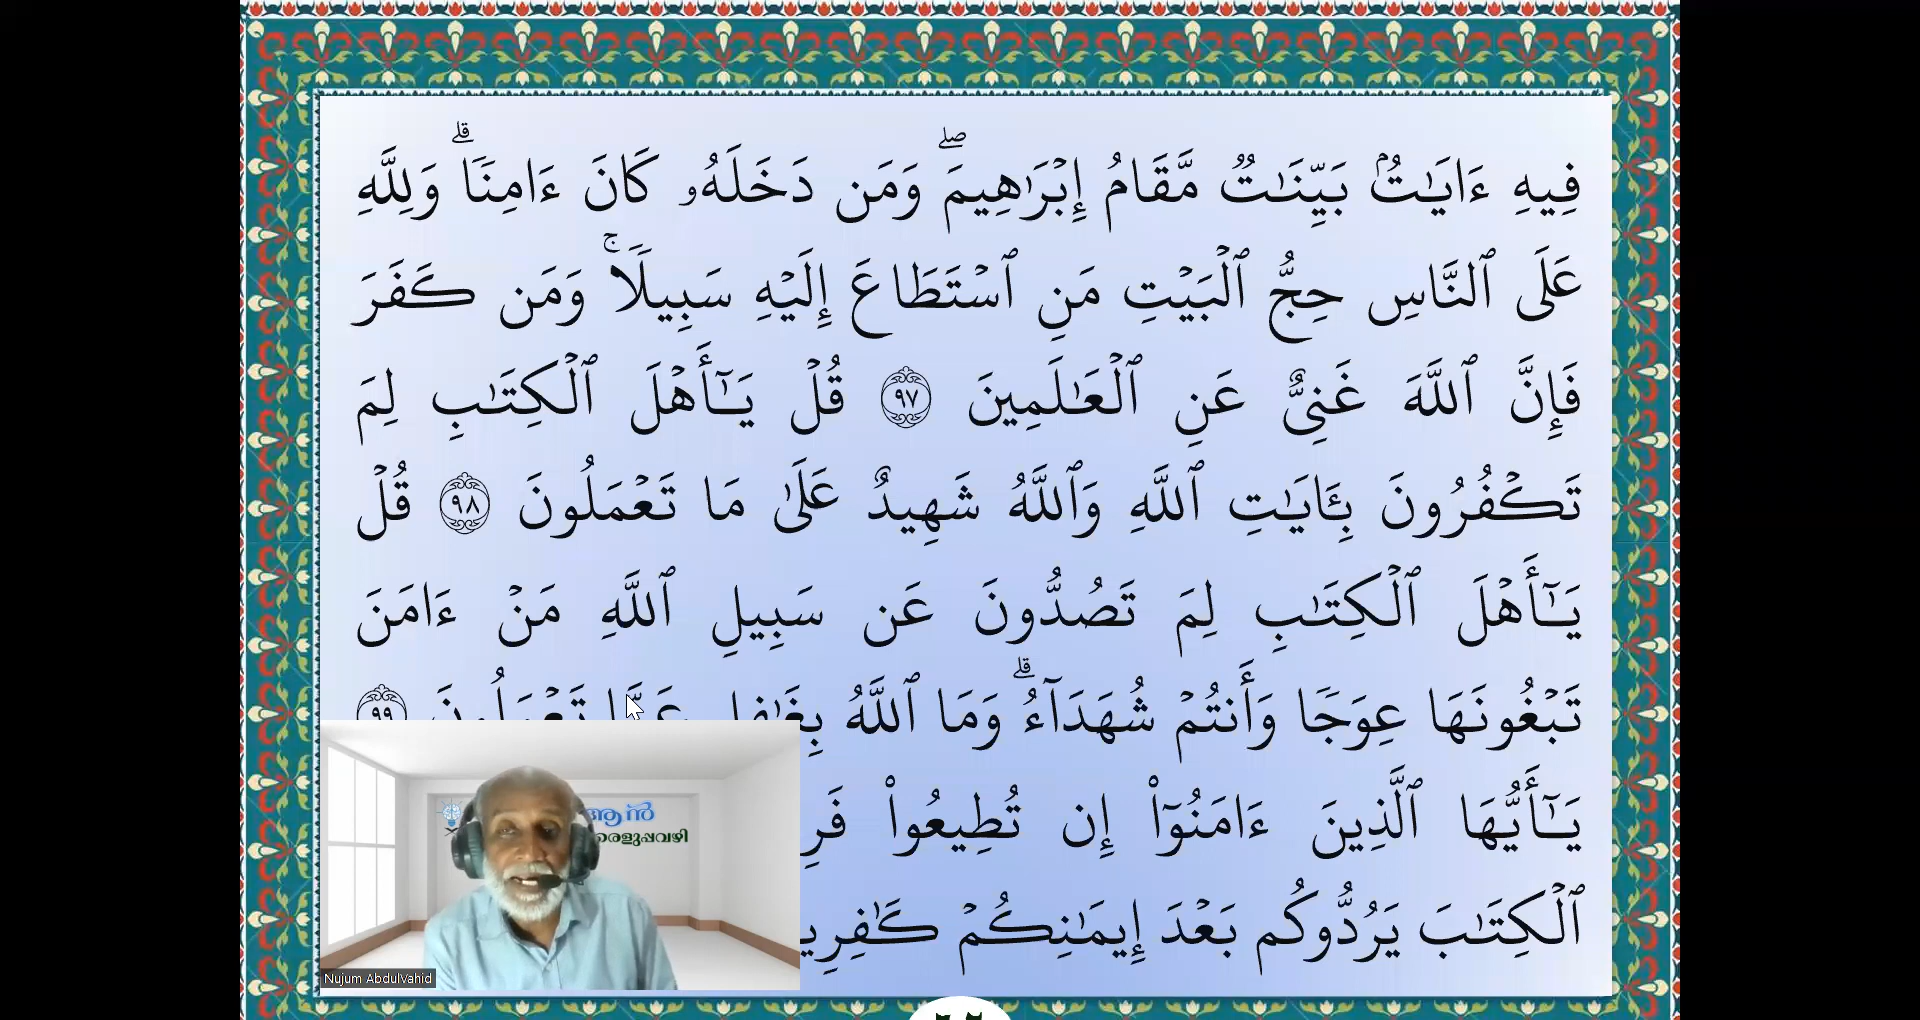 فِيهِ ءَايَٰتُۢ بَيِّنَٰتٞ مَّقَامُ إِبۡرَٰهِيمَۖ وَمَن دَخَلَهُۥ كَانَ ءَامِنٗاۗ وَلِلَّهِ
عَلَى ٱلنَّاسِ حِجُّ ٱلۡبَيۡتِ مَنِ ٱسۡتَطَاعَ إِلَيۡهِ سَبِيلٗاۚ وَمَن كَفَرَ
فَإِنَّ ٱللَّهَ غَنِيٌّ عَنِ ٱلۡعَٰلَمِينَ ٩٧ قُلۡ يَٰٓأَهۡلَ ٱلۡكِتَٰبِ لِمَ
تَكۡفُرُونَ بِـَٔايَٰتِ ٱللَّهِ وَٱللَّهُ شَهِيدٌ عَلَىٰ مَا تَعۡمَلُونَ ٩٨ قُلۡ
يَٰٓأَهۡلَ ٱلۡكِتَٰبِ لِمَ تَصُدُّونَ عَن سَبِيلِ ٱللَّهِ مَنۡ ءَامَنَ
تَبۡغُونَهَا عِوَجٗا وَأَنتُمۡ شُهَدَآءُۗ وَمَا ٱللَّهُ بِغَٰفِلٍ عَمَّا تَعۡمَلُونَ ٩٩
يَٰٓأَيُّهَا ٱلَّذِينَ ءَامَنُوٓاْ إِن تُطِيعُواْ
ٱلۡكِتَٰبَ يَرُدُّوكُم بَعۡدَ إِيمَٰنِكُمۡ
Nujum AbdulVahid